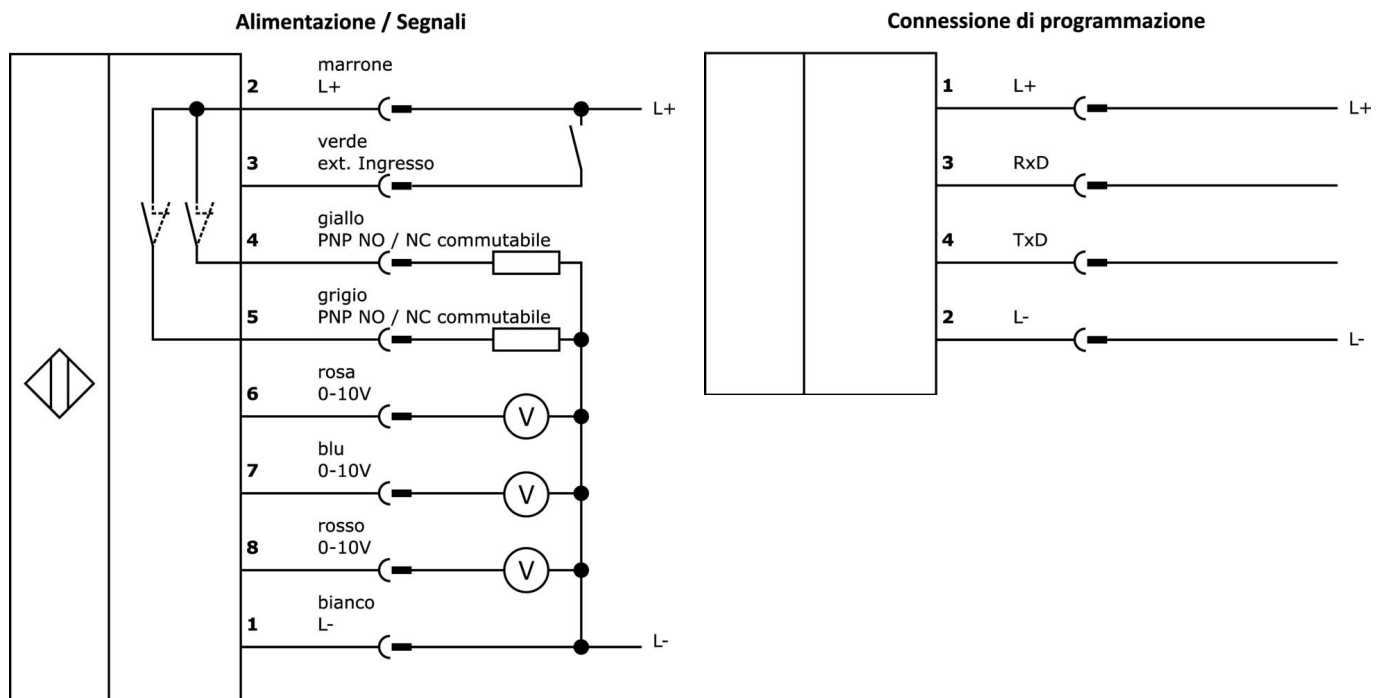 Alimentazione / Segnali
2
marrone
L+
L+
3
verde
ext. Ingresso
4
giallo
PNP NO / NC commutabile
5
grigio
PNP NO / NC commutabile
6
rosa
0-10V
V
7
blu
0-10V
V
8
rosso
0-10V
V
1
bianco
L-
L-
Connessione di programmazione
1 L+
L+
3 RxD
4 TxD
2 L-
L-